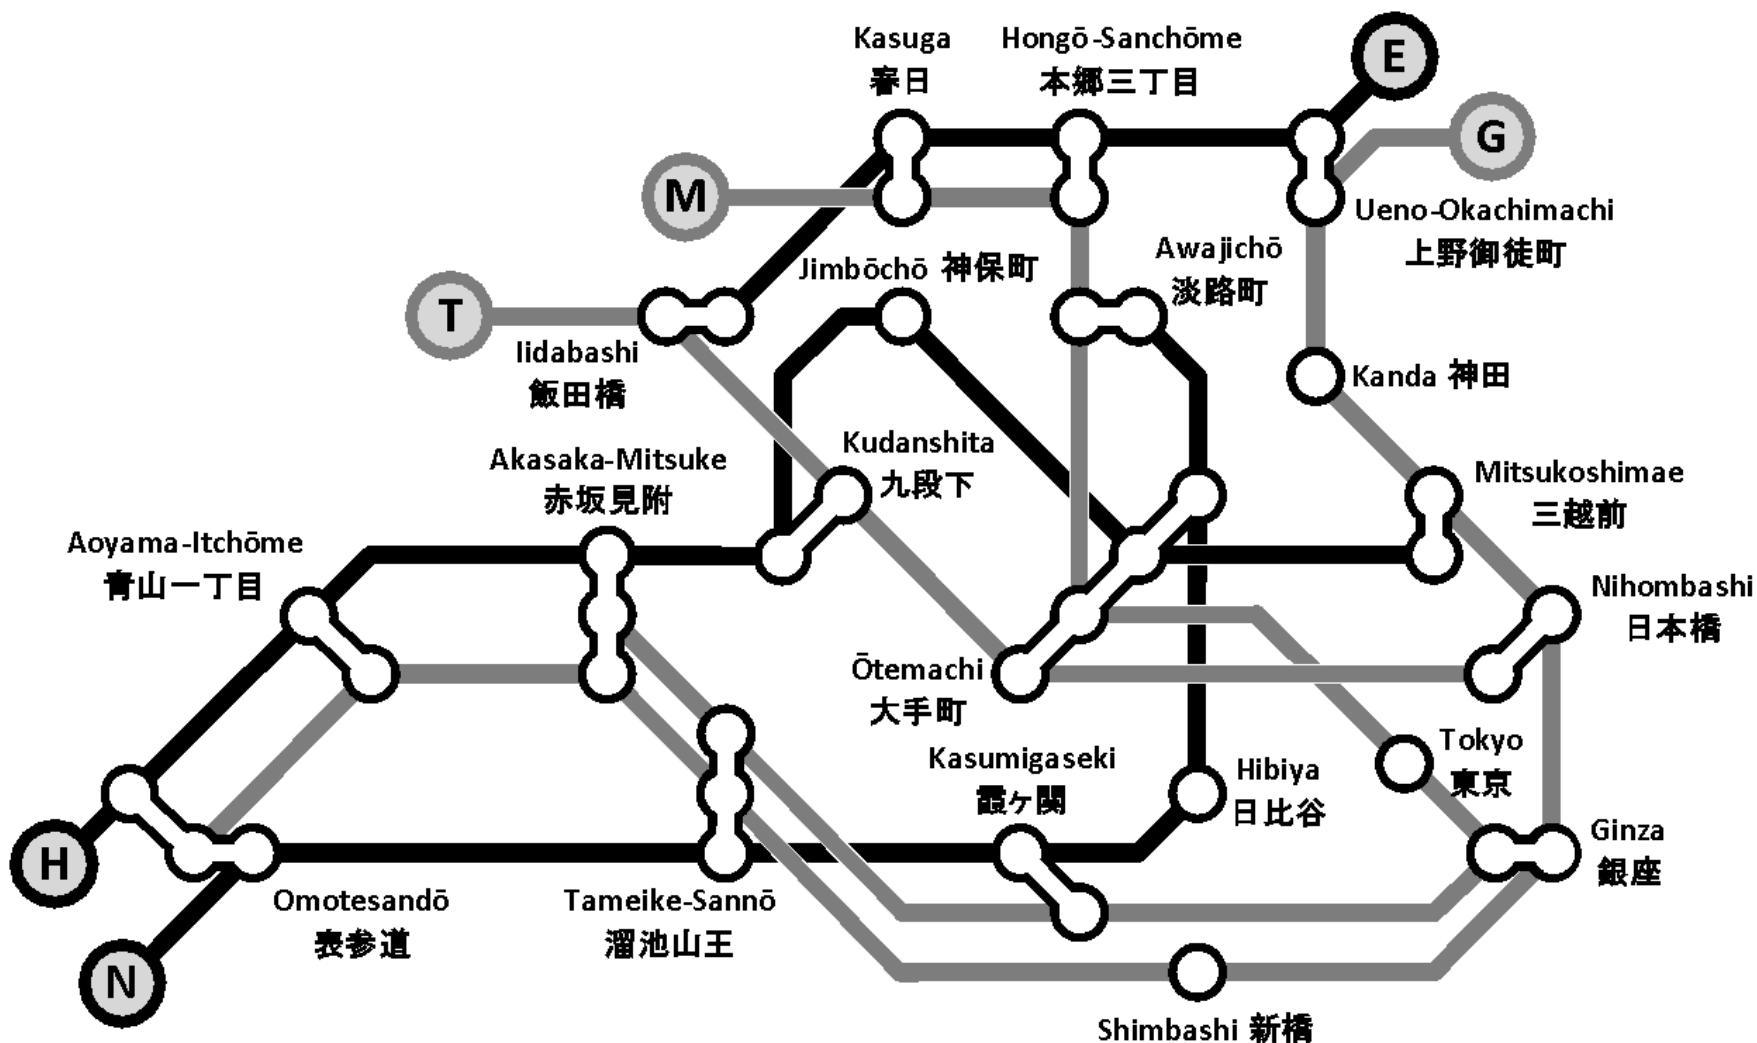 Kasuga
春日
Hongō-Sanchōme
本郷三丁目
E
G
M
Ueno-Okachimachi
上野御徒町
Jimbōchō 神保町
Awajichō
淡路町
T
Iidabashi
飯田橋
Kanda 神田
Kudanshita
九段下
Akasaka-Mitsuke
赤坂見附
Mitsukoshimae
三越前
Aoyama-Itchōme
青山一丁目
Nihombashi
日本橋
Ōtemachi
大手町
Tokyo
東京
Kasumigaseki
霞ヶ関
Hibiya
日比谷
Ginza
銀座
H
Omotesandō
表参道
Tameike-Sannō
溜池山王
N
Shimbashi 新橋